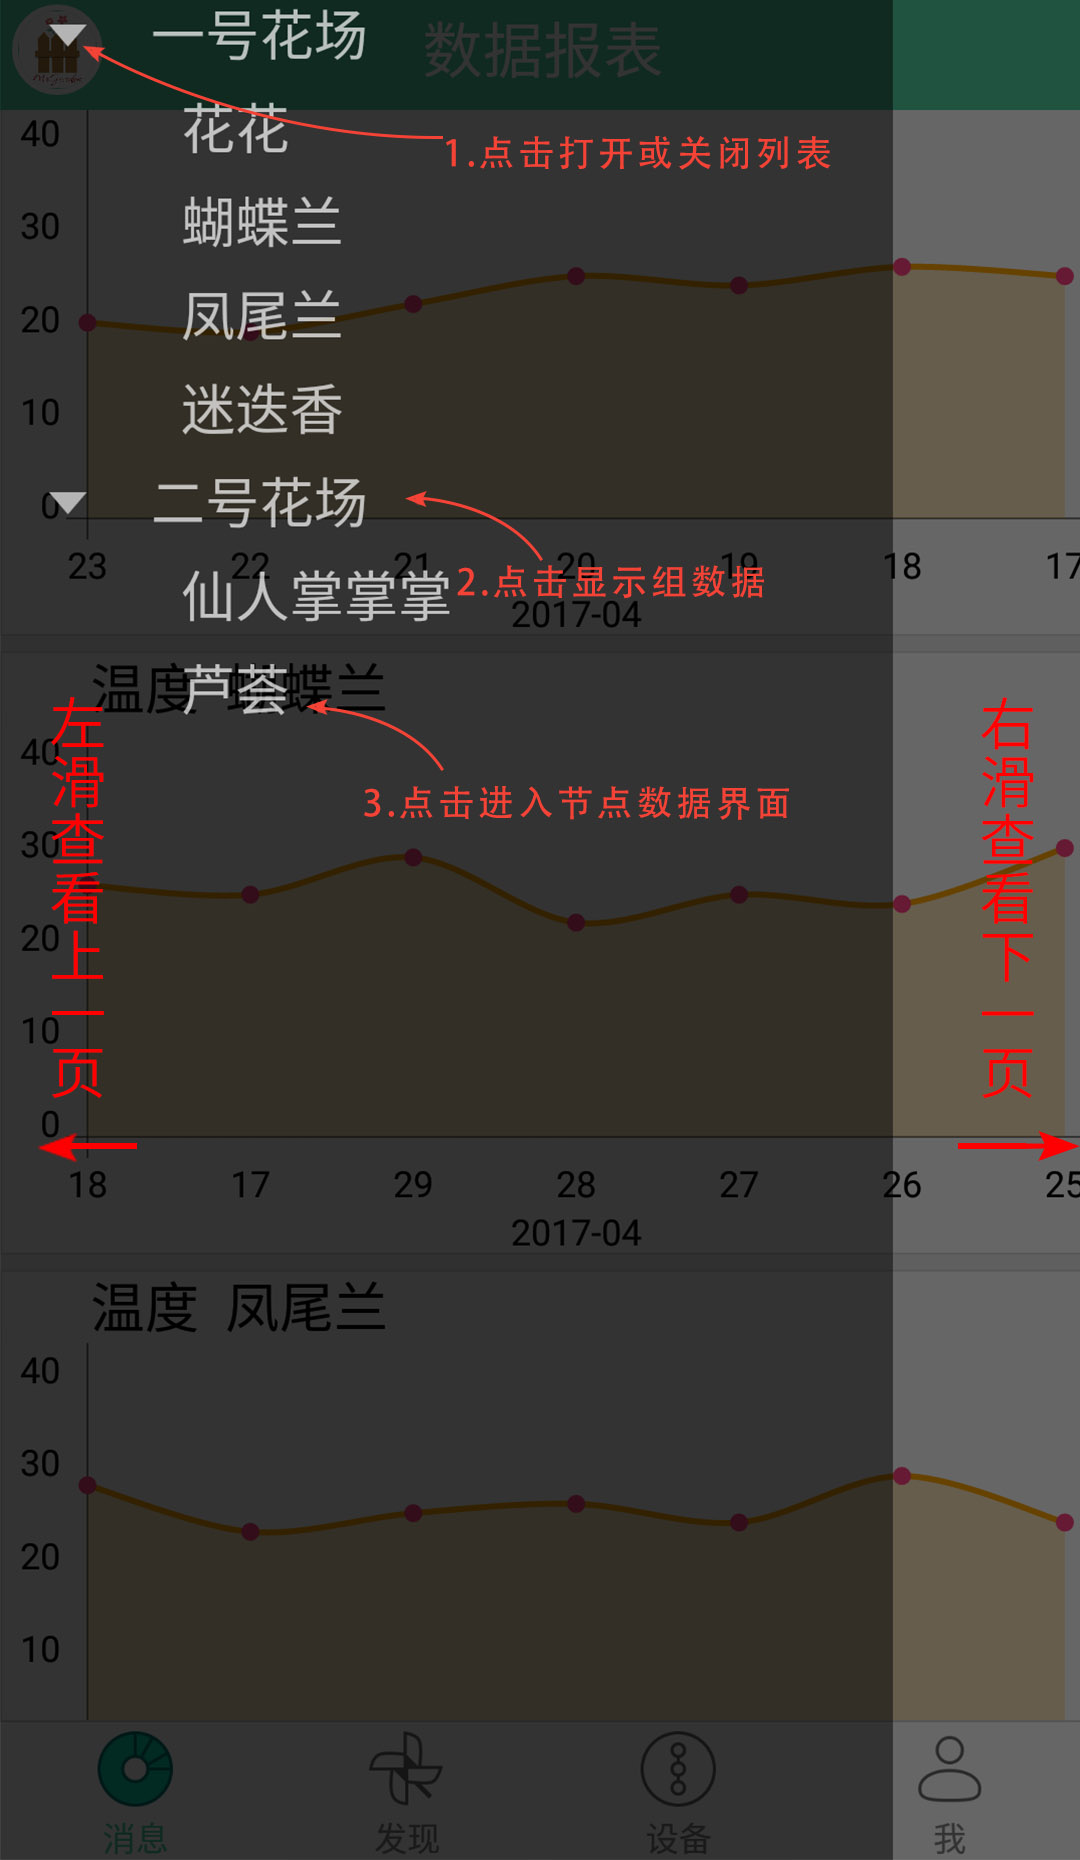 一号花场
数据报表
花花
1.点击打开或关闭列表
40
30
20
10
0
蝴蝶兰
凤尾兰
迷迭香
二号花场
23 22 21 20 19 18 17
2.点击显示组数据
仙人掌掌掌
2017-04
温度 蝴蝶兰
芦荟
3.点击进入节点数据界面
左滑查看上一页
右滑查看下一页
40
30
20
10
0
18 17 29 28 27 26 25
2017-04
温度 凤尾兰
40
30
20
10
消息 发现 设备 我